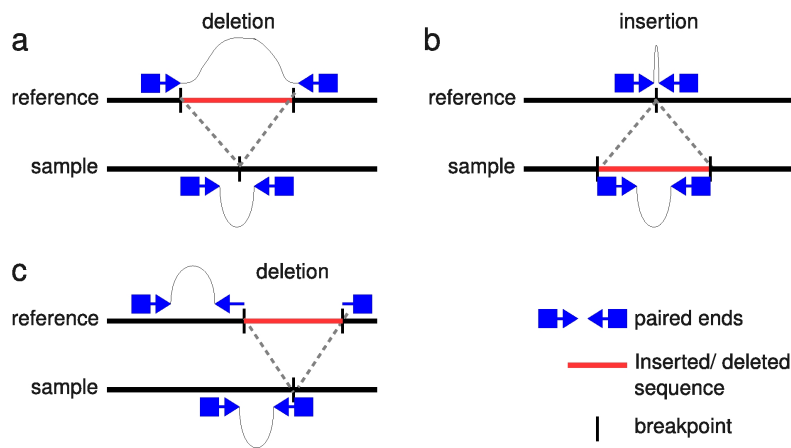 a
deletion
reference
sample
b
insertion
reference
sample
c
deletion
reference
sample
paired ends
Inserted/ deleted
sequence
breakpoint